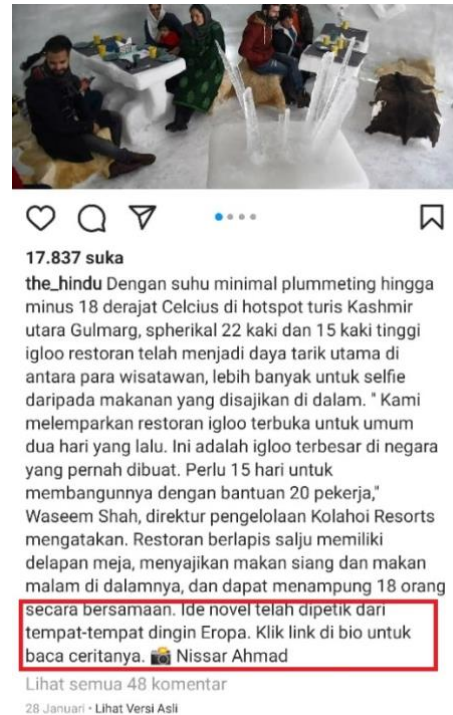 17.837 suka
the_hindu Dengan suhu minimal plummeting hingga
minus 18 derajat Celcius di hotspot turis Kashmir
utara Gulmarg, spherikal 22 kaki dan 15 kaki tinggi
igloo restoran telah menjadi daya tarik utama di
antara para wisatawan, lebih banyak untuk selfie
daripada makanan yang disajikan di dalam. " Kami
melemparkan restoran igloo terbuka untuk umum
dua hari yang lalu. Ini adalah igloo terbesar di negara
yang pernah dibuat. Perlu 15 hari untuk
membangunnya dengan bantuan 20 pekerja,"
Waseem Shah, direktur pengelolaan Kolahoi Resorts
mengatakan. Restoran berlapis salju memiliki
delapan meja, menyajikan makan siang dan makan
malam di dalamnya, dan dapat menampung 18 orang
secara bersamaan. Ide novel telah dipetik dari
tempat-tempat dingin Eropa. Klik link di bio untuk
baca ceritanya. 📸 Nissar Ahmad
Lihat semua 48 komentar
28 Januari • Lihat Versi Asli